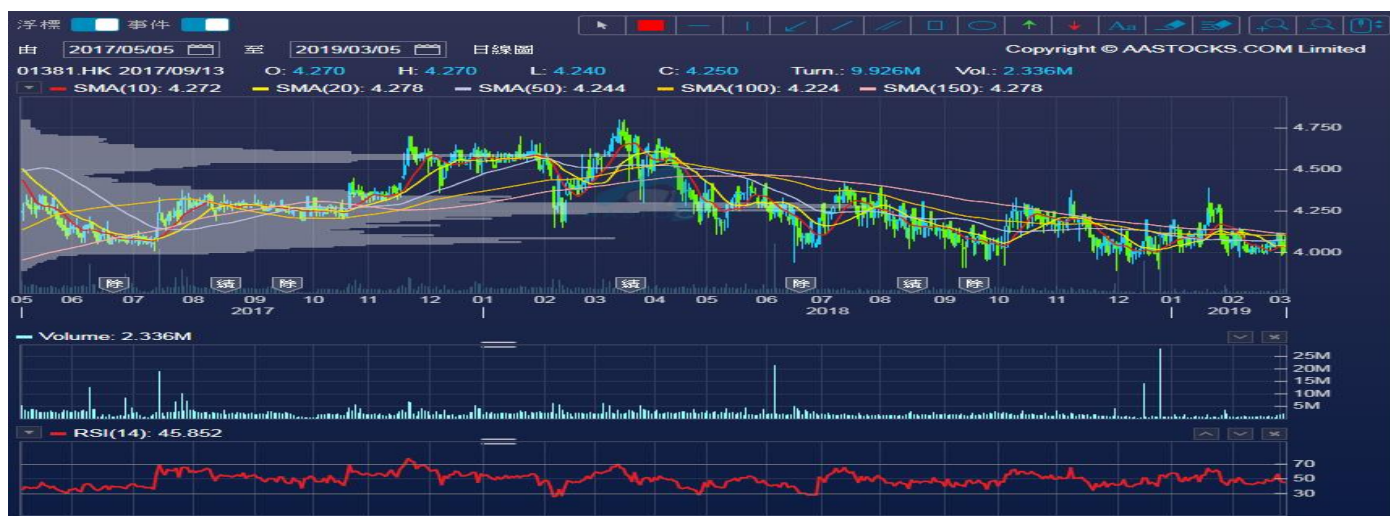 浮標 事件 Aa
由 2017/05/05 至 2019/03/05 日線圖 Copyright © AASTOCKS.COM Limited
01381.HK 2017/09/13 O: 4.270 H: 4.270 L: 4.240 C: 4.250 Turn.: 9.926M Vol.: 2.336M
SMA(10): 4.272 SMA(20): 4.278 SMA(50): 4.244 SMA(100): 4.224 SMA(150): 4.278
4.750
4.500
4.250
4.000
除 績 除 績 除 績 除
05 06 07 08 09 10 11 12 01 02 03 04 05 06 07 08 09 10 11 12 01 02 03
2017 2018 2019
Volume: 2.336M
25M
20M
15M
10M
5M
RSI(14): 45.852
70
50
30